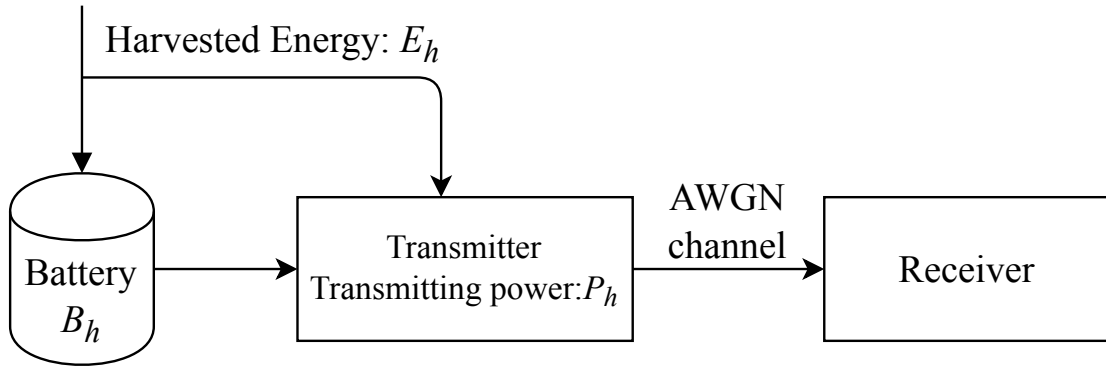 Harvested Energy: E_h
Battery
B_h
Transmitter
Transmitting power:P_h
AWGN
channel
Receiver